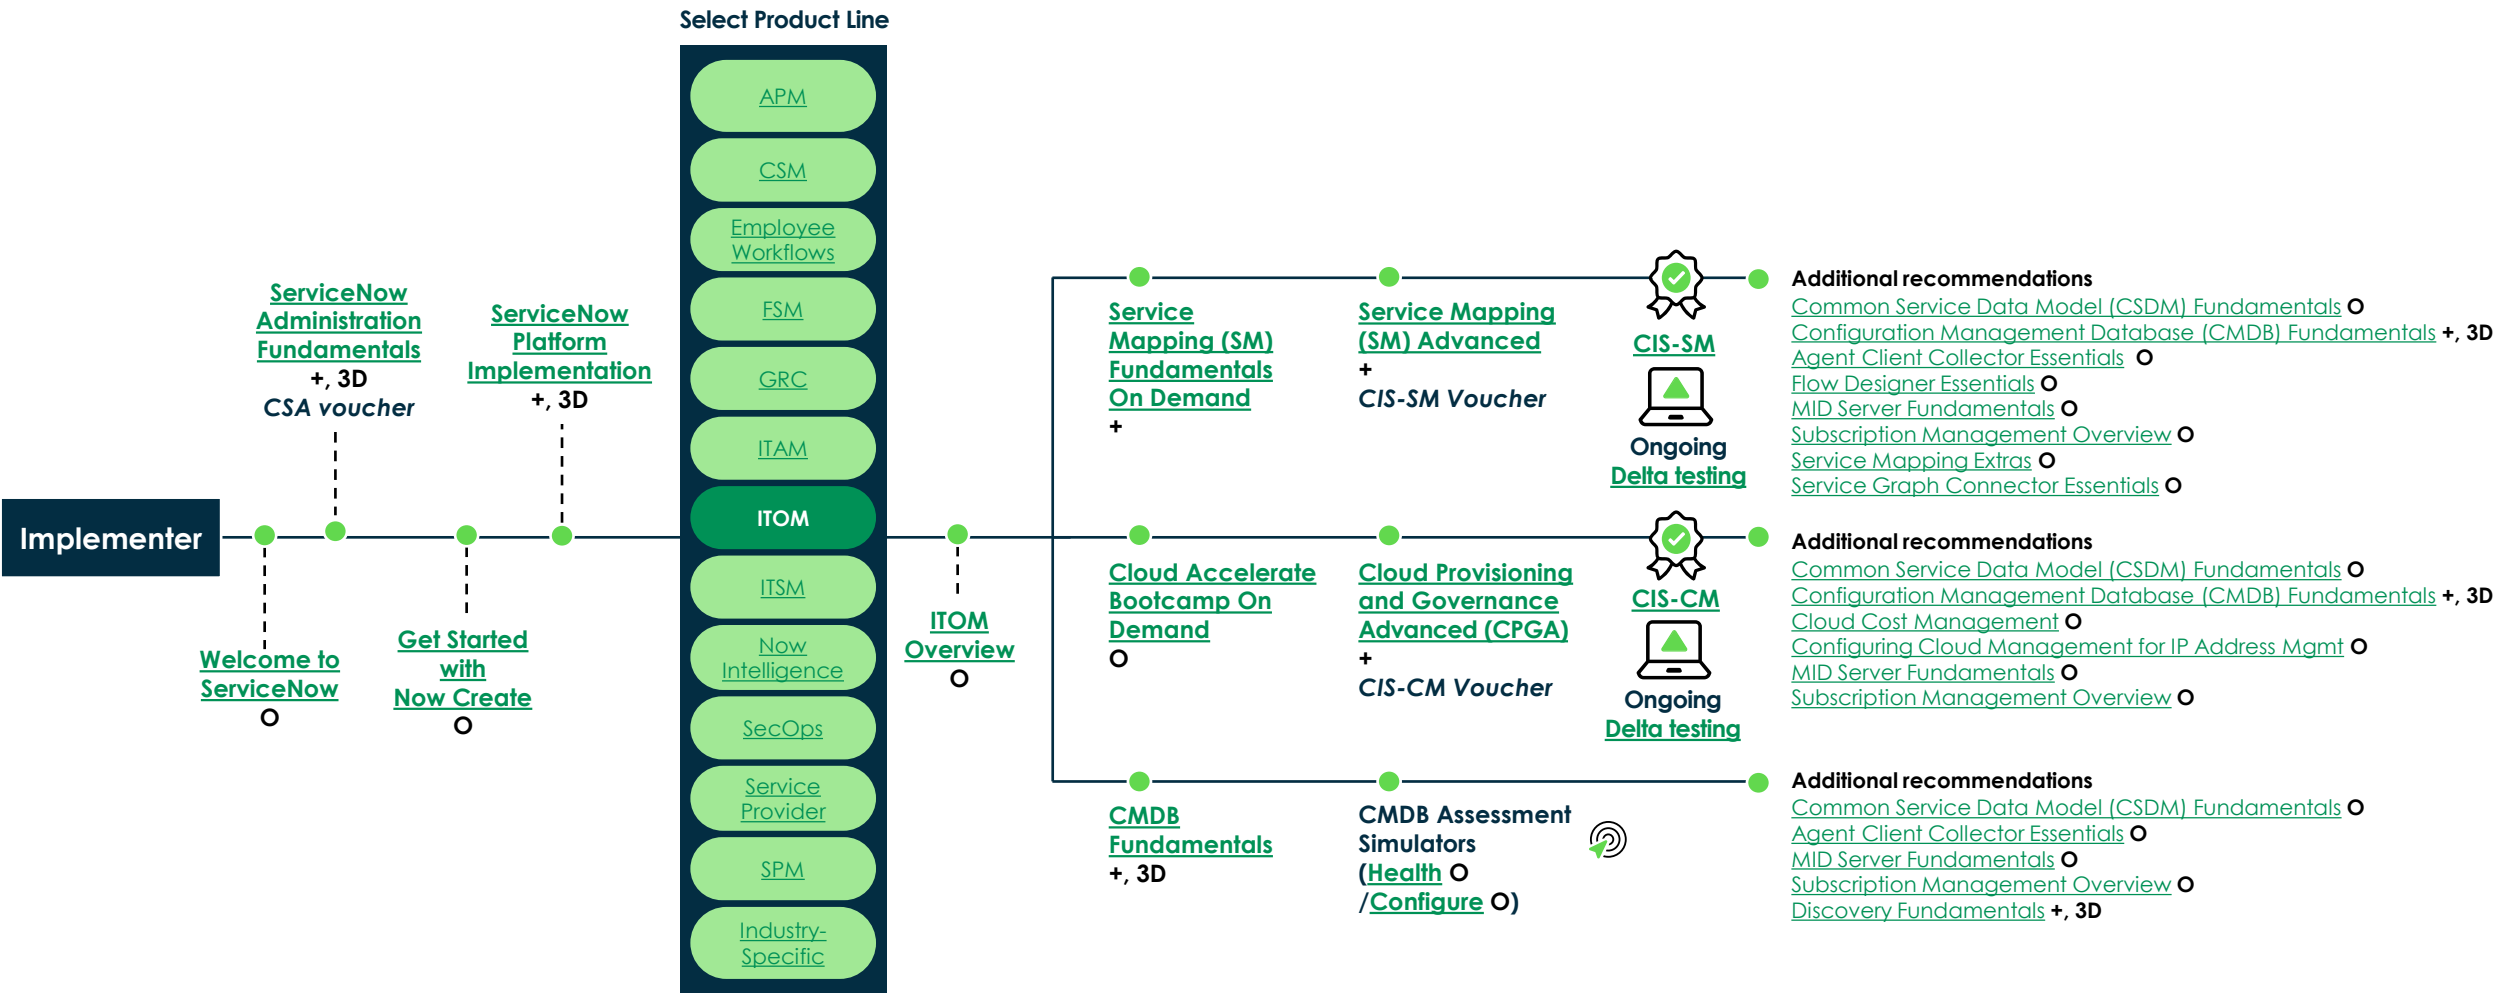 Select Product Line
APM
CSM
Employee
Workflows
FSM
GRC
ITAM
ITOM
ITSM
Now
Intelligence
SecOps
Service
Provider
SPM
Industry-
Specific
Implementer
Welcome to
ServiceNow
O
ServiceNow
Administration
Fundamentals
+, 3D
CSA voucher
Get Started
with
Now Create
O
ServiceNow
Platform
Implementation
+, 3D
ITOM
Overview
O
Service
Mapping (SM)
Fundamentals
On Demand
+
Service Mapping
(SM) Advanced
+
CIS-SM Voucher
CIS-SM
Ongoing
Delta testing
Additional recommendations
Common Service Data Model (CSDM) Fundamentals O
Configuration Management Database (CMDB) Fundamentals +, 3D
Agent Client Collector Essentials O
Flow Designer Essentials O
MID Server Fundamentals O
Subscription Management Overview O
Service Mapping Extras O
Service Graph Connector Essentials O
Cloud Accelerate
Bootcamp On
Demand
O
Cloud Provisioning
and Governance
Advanced (CPGA)
+
CIS-CM Voucher
CIS-CM
Ongoing
Delta testing
Additional recommendations
Common Service Data Model (CSDM) Fundamentals O
Configuration Management Database (CMDB) Fundamentals +, 3D
Cloud Cost Management O
Configuring Cloud Management for IP Address Mgmt O
MID Server Fundamentals O
Subscription Management Overview O
CMDB
Fundamentals
+, 3D
CMDB Assessment
Simulators
(Health O
/Configure O)
Additional recommendations
Common Service Data Model (CSDM) Fundamentals O
Agent Client Collector Essentials O
MID Server Fundamentals O
Subscription Management Overview O
Discovery Fundamentals +, 3D